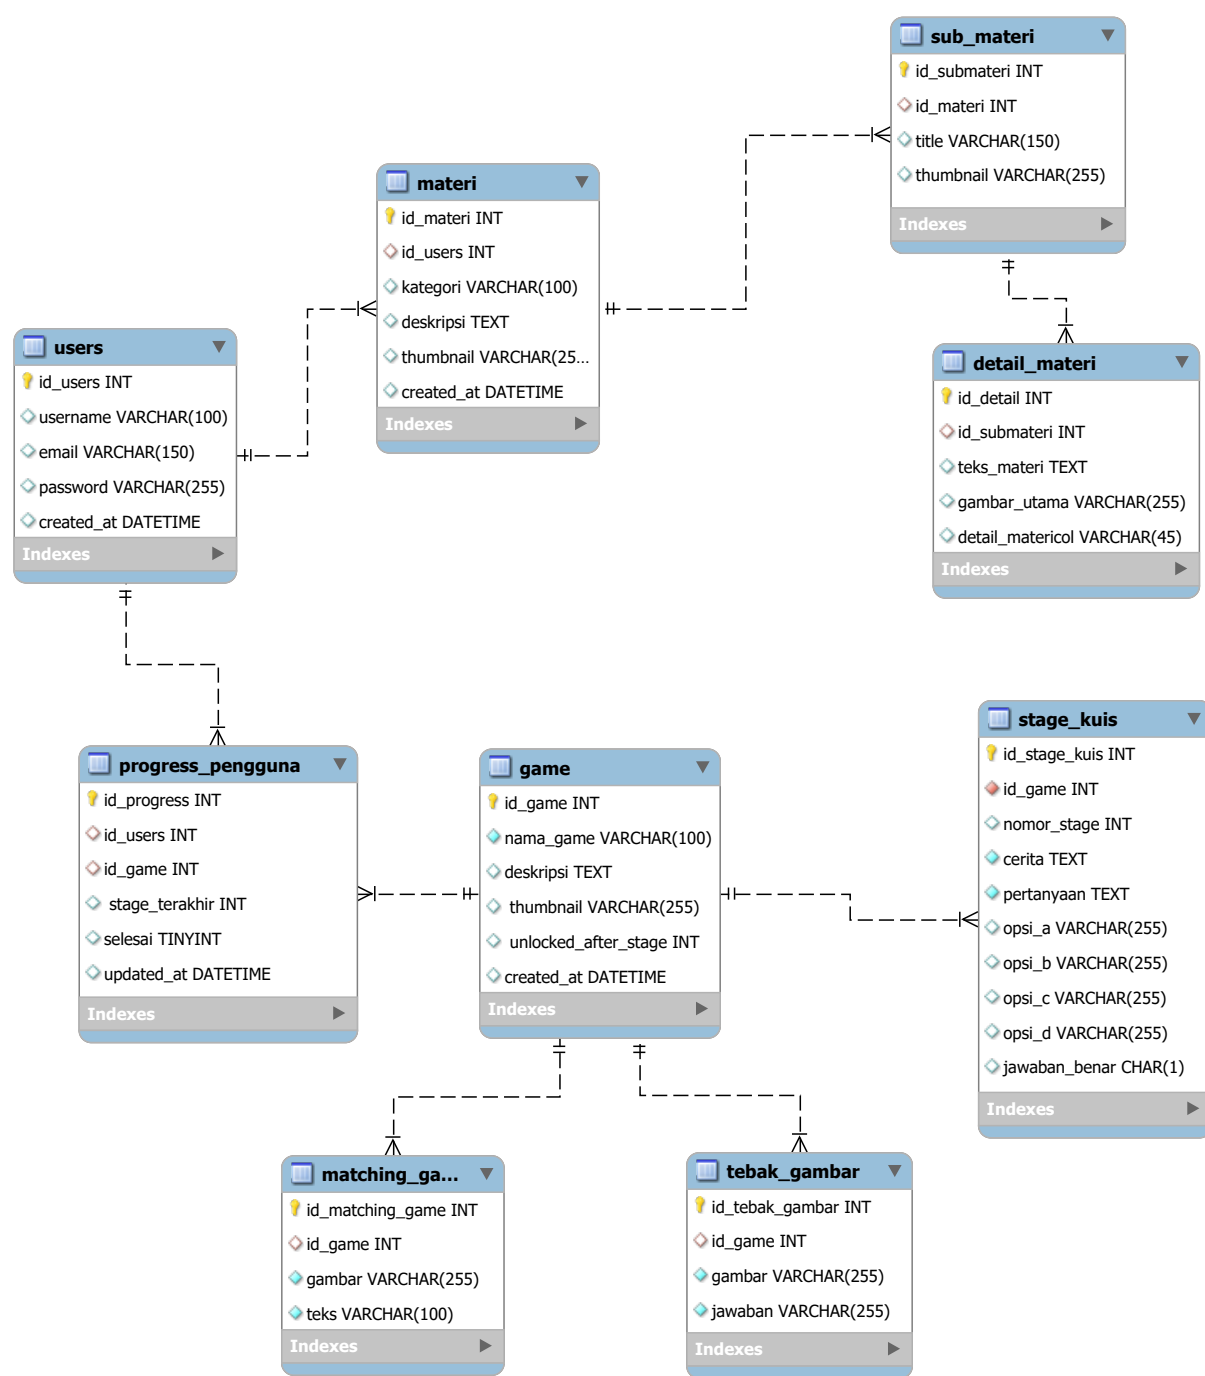 sub_materi
id_submateri INT
id_materi INT
title VARCHAR(150)
thumbnail VARCHAR(255)
Indexes
materi
id_materi INT
id_users INT
kategori VARCHAR(100)
deskripsi TEXT
thumbnail VARCHAR(25...
created_at DATETIME
Indexes
users
id_users INT
username VARCHAR(100)
email VARCHAR(150)
password VARCHAR(255)
created_at DATETIME
Indexes
detail_materi
id_detail INT
id_submateri INT
teks_materi TEXT
gambar_utama VARCHAR(255)
detail_matericol VARCHAR(45)
Indexes
progress_pengguna
id_progress INT
id_users INT
id_game INT
stage_terakhir INT
selesai TINYINT
updated_at DATETIME
Indexes
game
id_game INT
nama_game VARCHAR(100)
deskripsi TEXT
thumbnail VARCHAR(255)
unlocked_after_stage INT
created_at DATETIME
Indexes
stage_kuis
id_stage_kuis INT
id_game INT
nomor_stage INT
cerita TEXT
pertanyaan TEXT
opsi_a VARCHAR(255)
opsi_b VARCHAR(255)
opsi_c VARCHAR(255)
opsi_d VARCHAR(255)
jawaban_benar CHAR(1)
Indexes
matching_ga...
id_matching_game INT
id_game INT
gambar VARCHAR(255)
teks VARCHAR(100)
Indexes
tebak_gambar
id_tebak_gambar INT
id_game INT
gambar VARCHAR(255)
jawaban VARCHAR(255)
Indexes